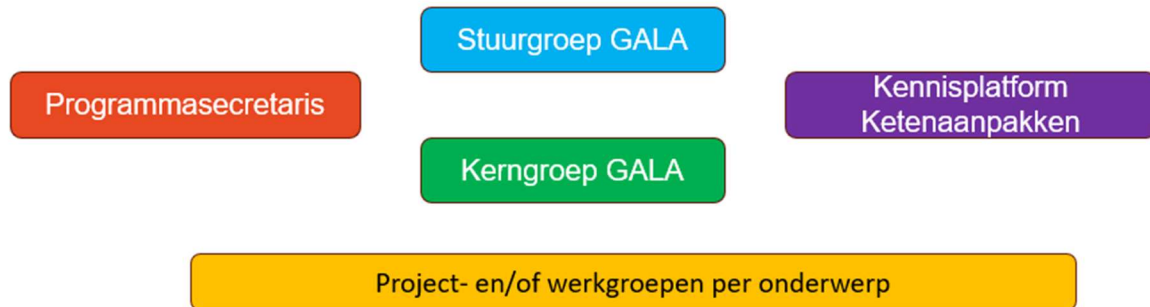 Stuurgroep GALA
Programmasecretaris
Kennisplatform
Ketenaanpakken
Kerngroep GALA
Project- en/of werkgroepen per onderwerp